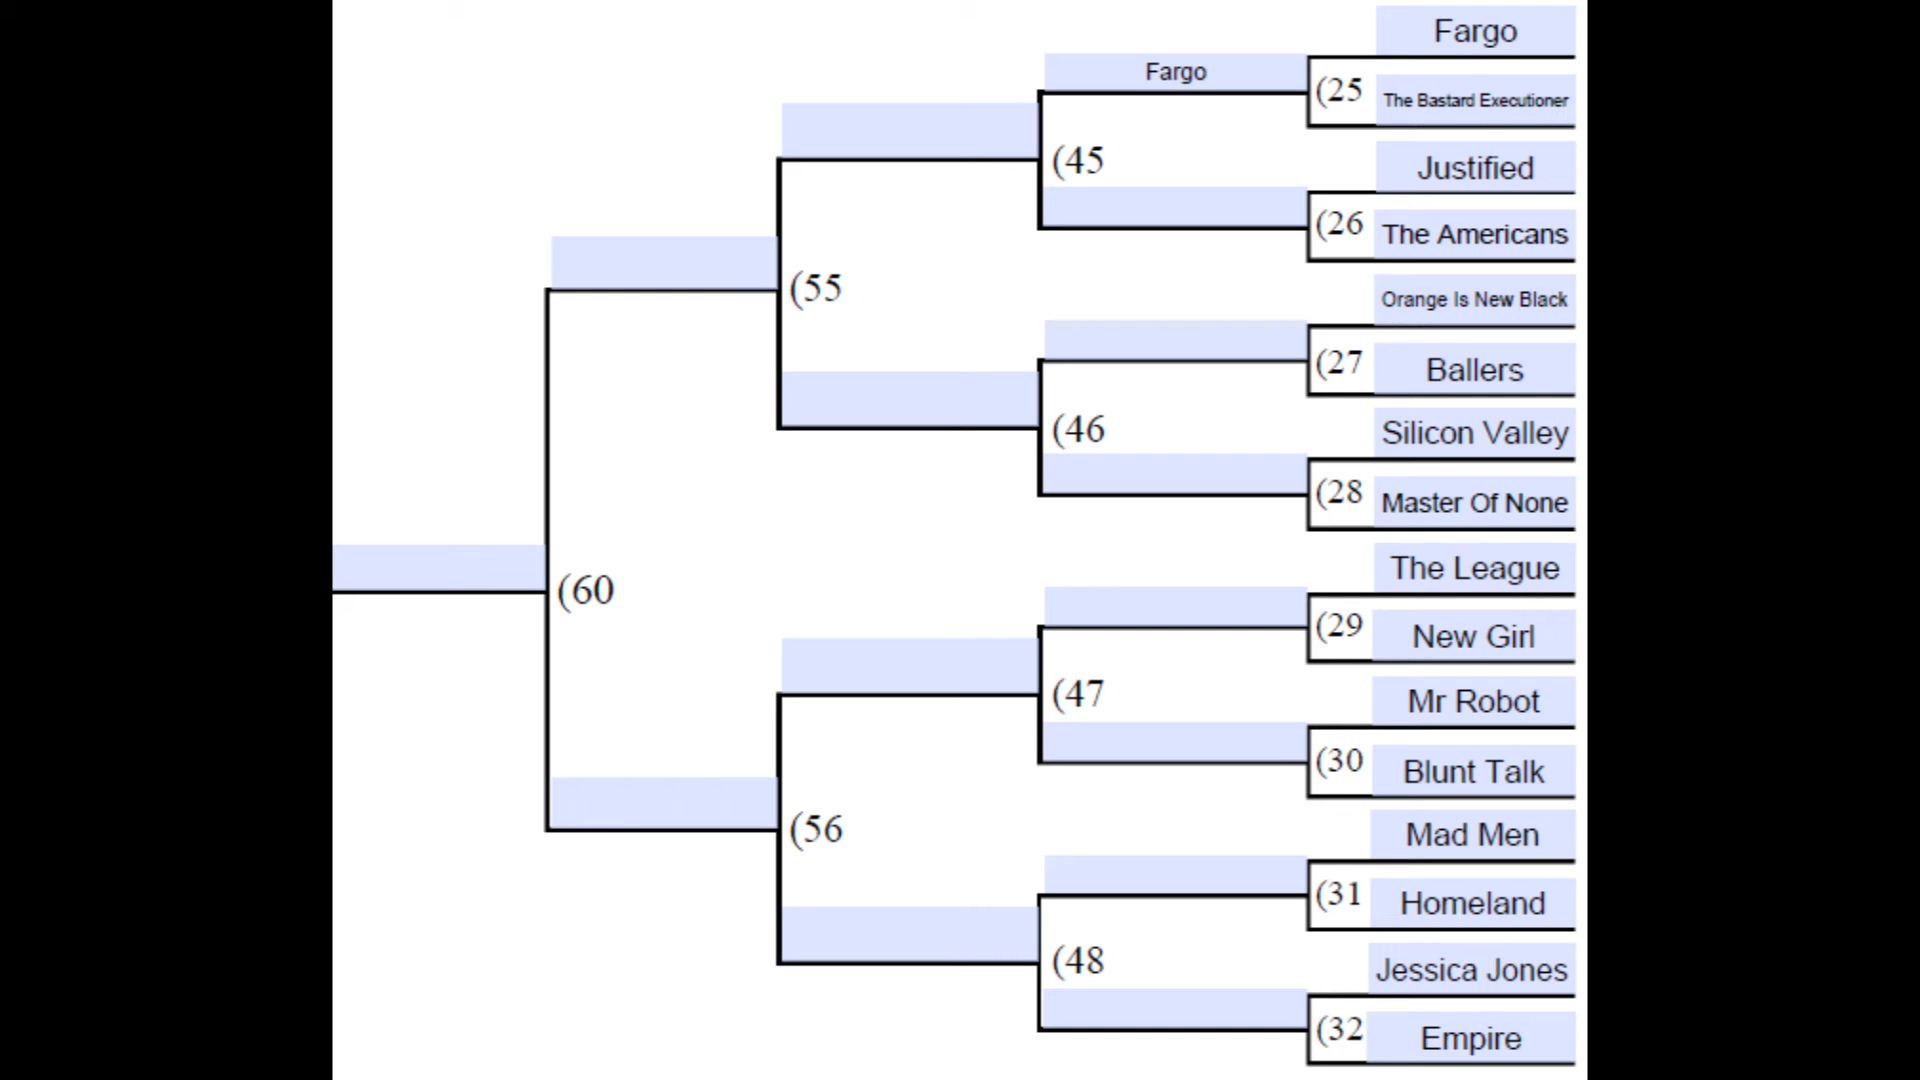 Fargo
Fargo
(25
The Bastard Executioner
(45
Justified
(26
The Americans
(55
Orange Is New Black
(27
Ballers
(46
Silicon Valley
(28
Master Of None
(60
The League
(29
New Girl
(47
Mr Robot
(30
Blunt Talk
(56
Mad Men
(31
Homeland
(48
Jessica Jones
(32
Empire